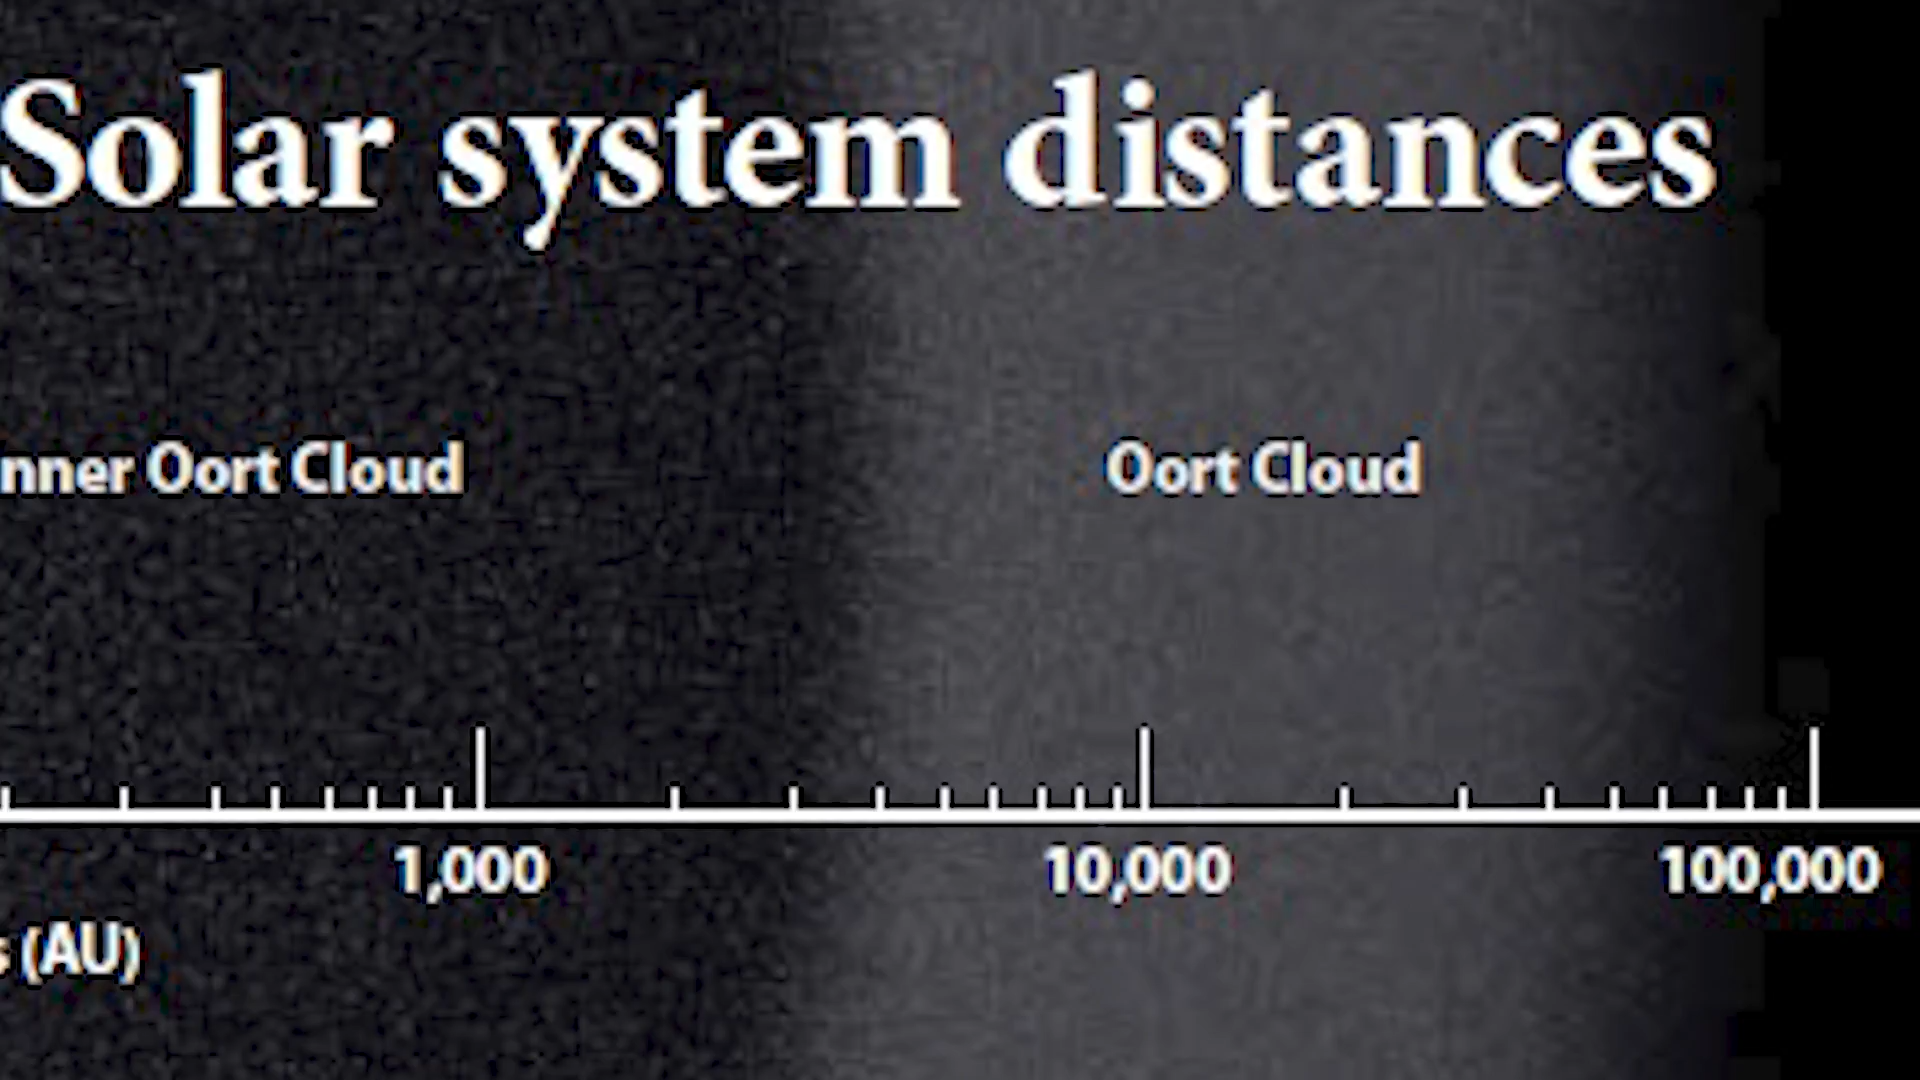 Solar system distances
nner Oort Cloud
Oort Cloud
1,000
10,000
100,000
s (AU)